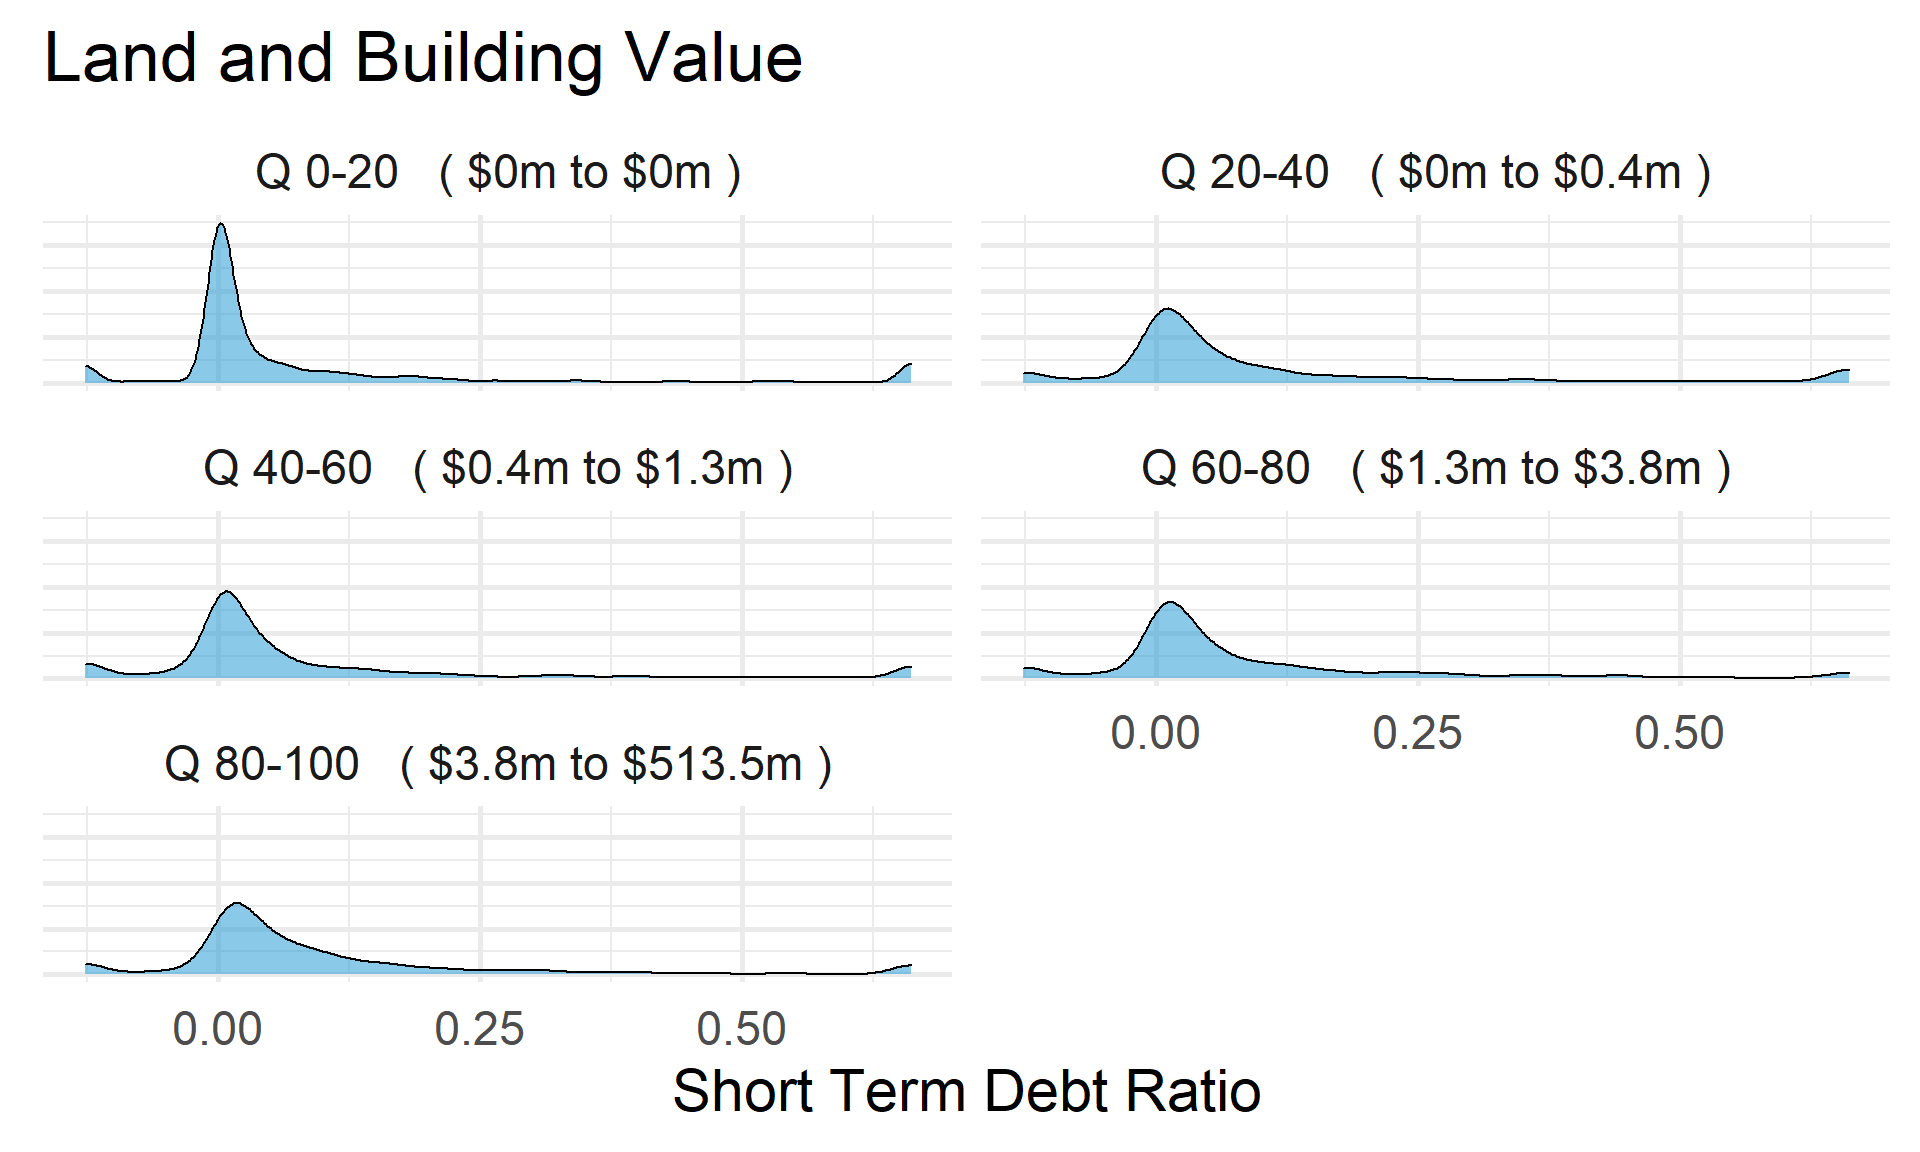 Land and Building Value
Q 0-20 ( $0m to $0m )
Q 20-40 ( $0m to $0.4m )
Q 40-60 ( $0.4m to $1.3m )
Q 60-80 ( $1.3m to $3.8m )
0.00 0.25 0.50
Q 80-100 ( $3.8m to $513.5m )
0.00 0.25 0.50
Short Term Debt Ratio